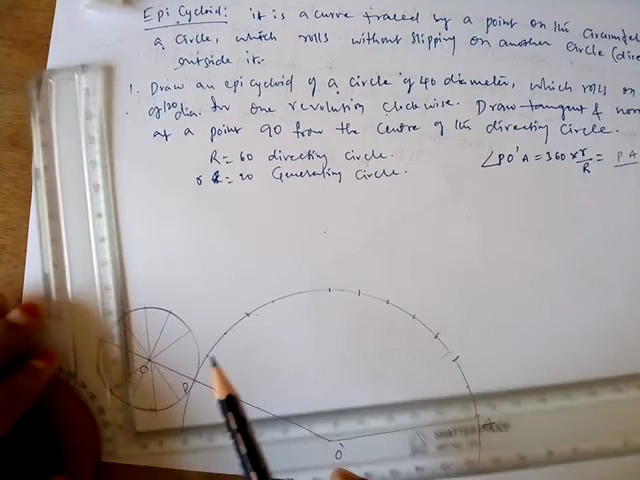 Epi Cycloid: it is a curve traced by a point on the
a circle, which rolls without slipping on another circle
outside it.
1. Draw an epicycloid of a circle of 40 diameter, which rolls on
of 120 dia. for one revolution clockwise. Draw tangent &
at a point 90 from the centre of the directing circle.
R = 60 directing circle.
∠PO'A = 360 × r/R = PA
r = 20 Generating Circle.
O
P
A
O'